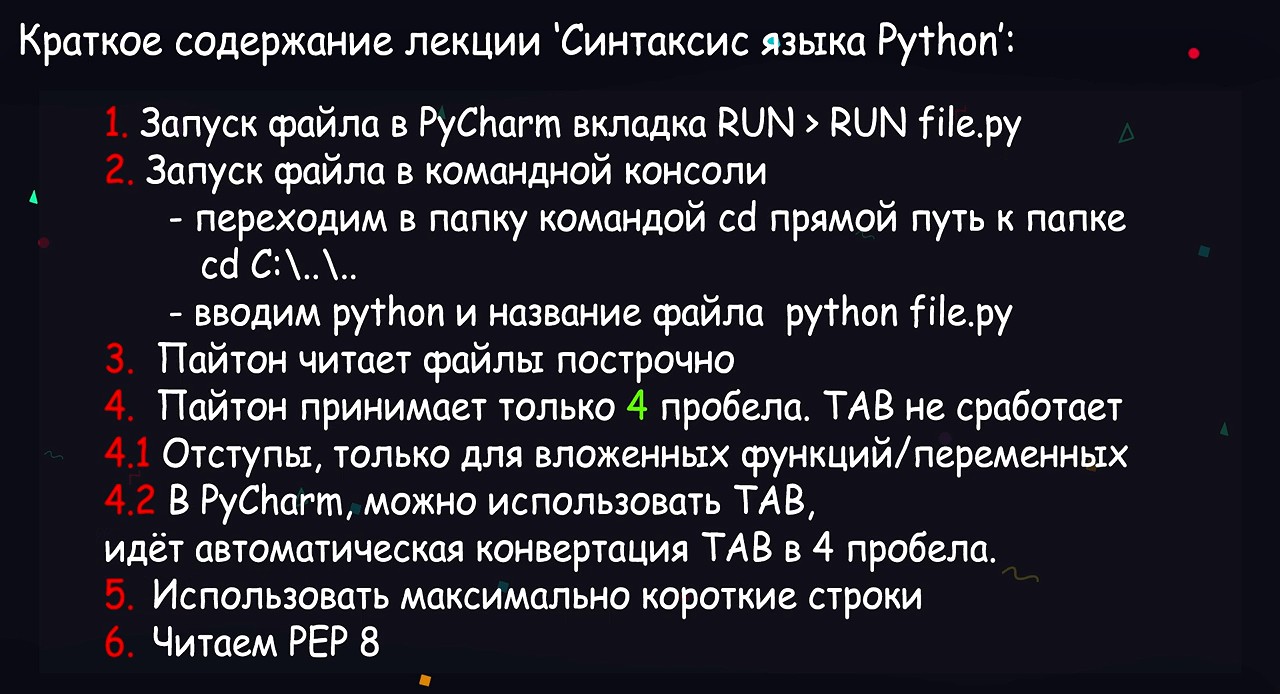 Краткое содержание лекции ‘Синтаксис языка Python’:
1. Запуск файла в PyCharm вкладка RUN > RUN file.py
2. Запуск файла в командной консоли
- переходим в папку командой cd прямой путь к папке
cd C:\..\..
- вводим python и название файла python file.py
3. Пайтон читает файлы построчно
4. Пайтон принимает только 4 пробела. TAB не сработает
4.1 Отступы, только для вложенных функций/переменных
4.2 В PyCharm, можно использовать TAB,
идёт автоматическая конвертация TAB в 4 пробела.
5. Использовать максимально короткие строки
6. Читаем PEP 8